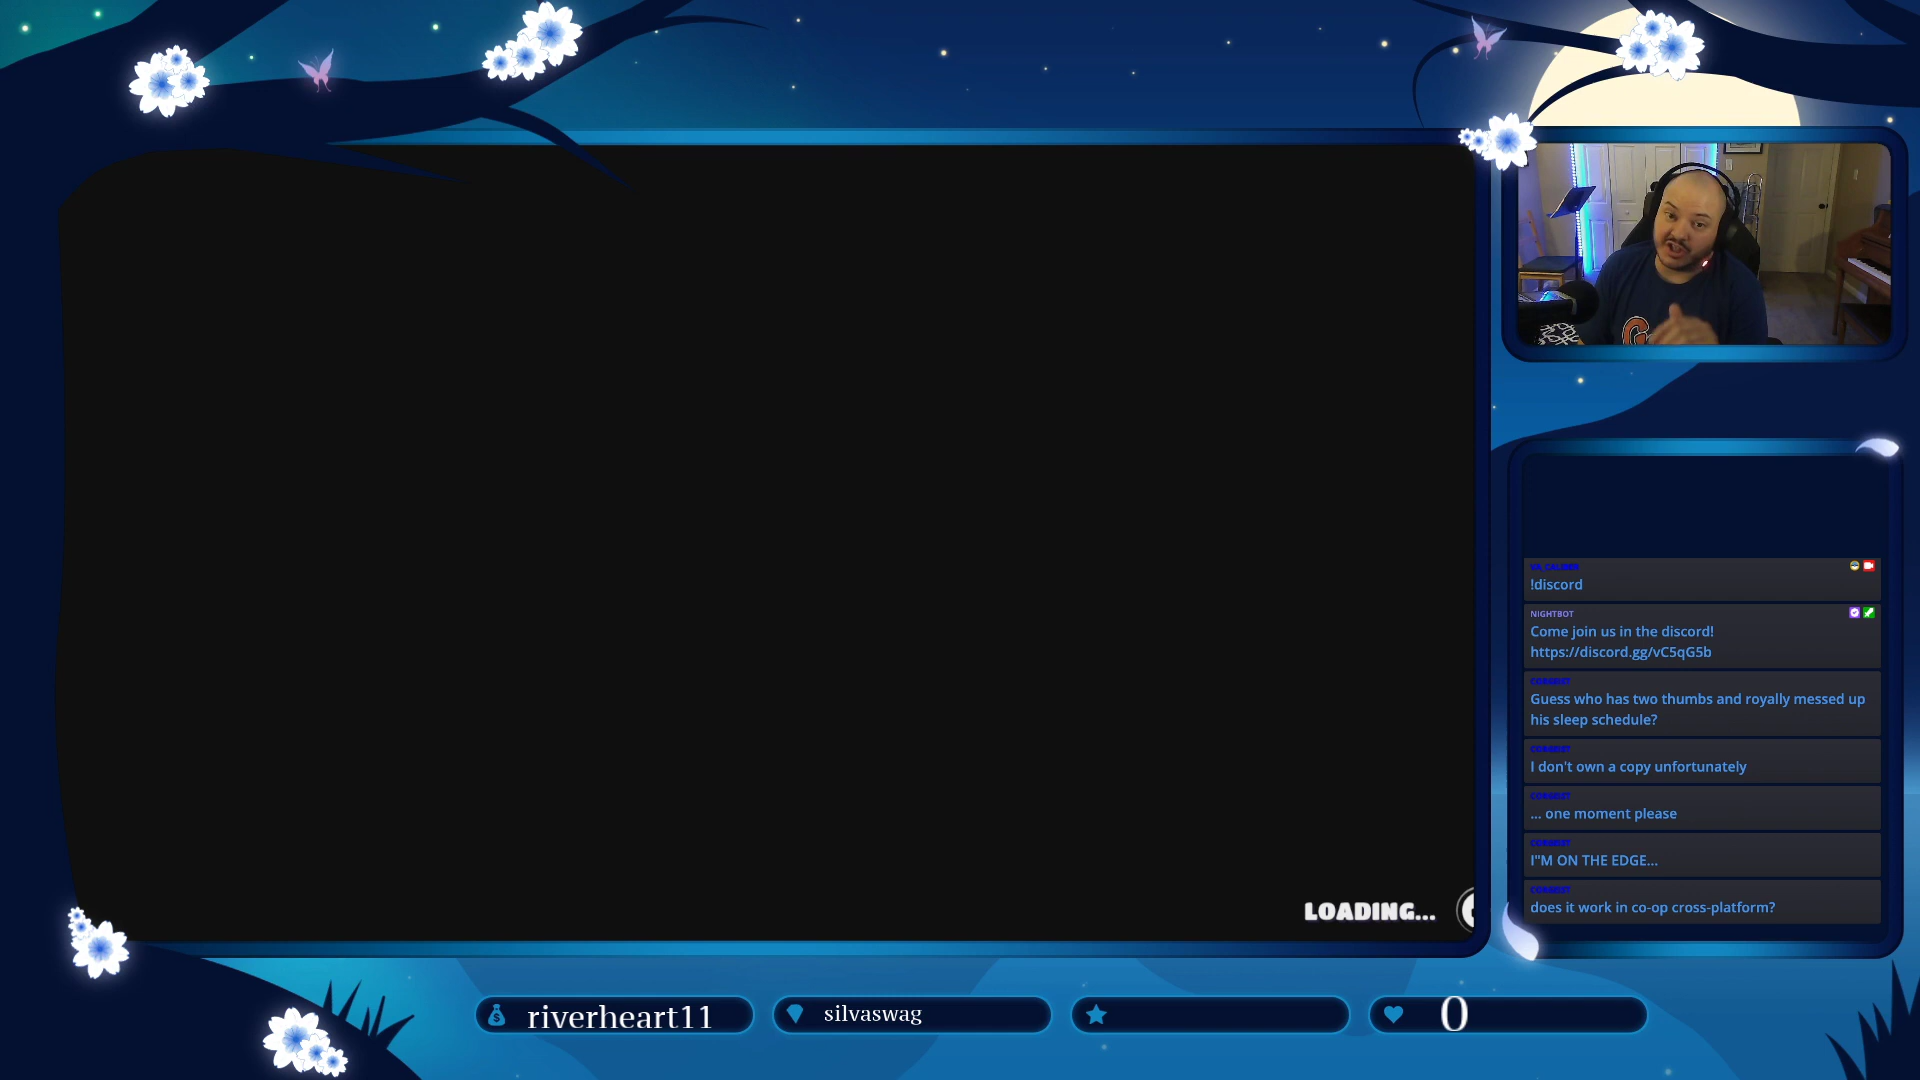 !discord
NIGHTBOT
Come join us in the discord!
https://discord.gg/vC5qG5b
Guess who has two thumbs and royally messed up
his sleep schedule?
I don't own a copy unfortunately
... one moment please
I"M ON THE EDGE...
does it work in co-op cross-platform?
LOADING...
riverheart11
silvaswag
0